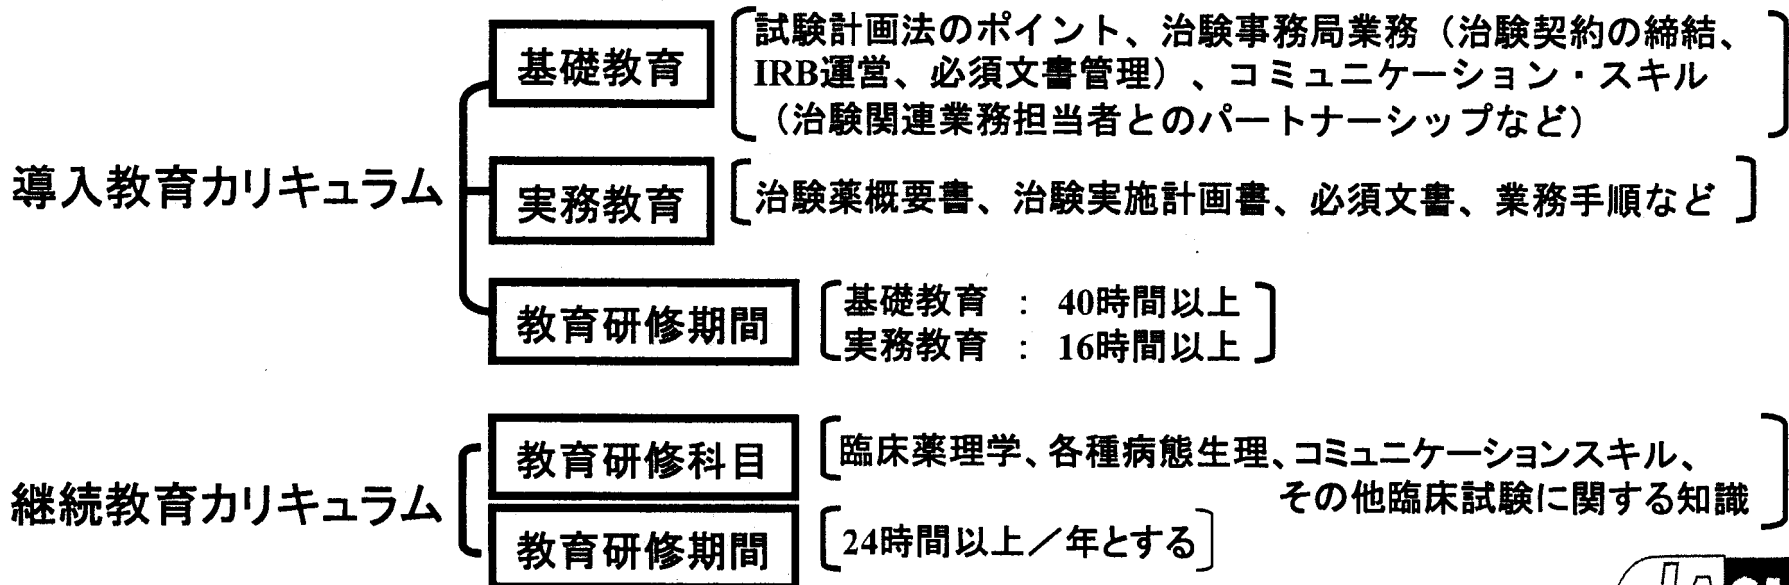 基礎教育
試験計画法のポイント、治験事務局業務（治験契約の締結、
IRB運営、必須文書管理）、コミュニケーション・スキル
（治験関連業務担当者とのパートナーシップなど）
導入教育カリキュラム
実務教育
治験薬概要書、治験実施計画書、必須文書、業務手順など
教育研修期間
基礎教育 ： 40時間以上
実務教育 ： 16時間以上
継続教育カリキュラム
教育研修科目
臨床薬理学、各種病態生理、コミュニケーションスキル、
その他臨床試験に関する知識
教育研修期間
24時間以上／年とする